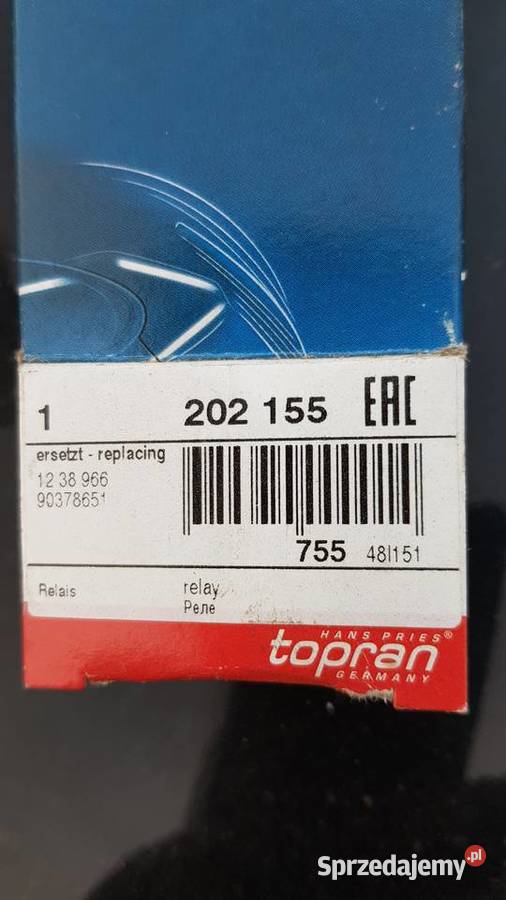 1 202 155 EAC
ersetzt - replacing
12 38 966
90378651
755 48I151
Relais relay
Реле
HANS PRIES®
topran
GERMANY
Sprzedajemy.pl